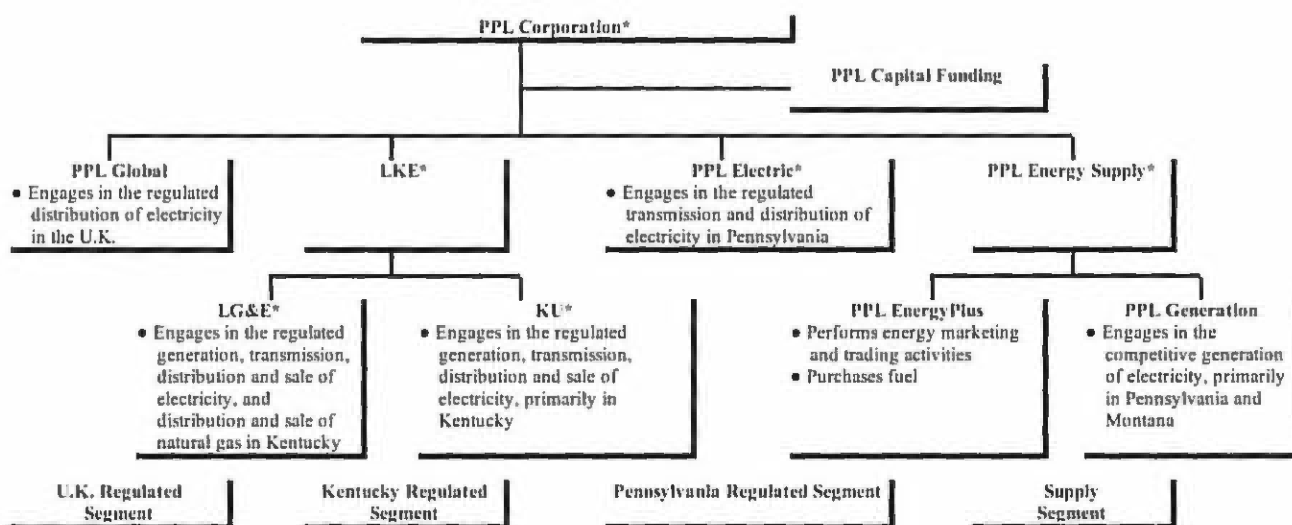 PPL Corporation*
PPL Capital Funding
PPL Global
• Engages in the regulated
distribution of electricity
in the U.K.
LKE*
PPL Electric*
• Engages in the regulated
transmission and distribution of
electricity in Pennsylvania
PPL Energy Supply*
LG&E*
• Engages in the regulated
generation, transmission,
distribution and sale of
electricity, and
distribution and sale of
natural gas in Kentucky
KU*
• Engages in the regulated
generation, transmission,
distribution and sale of
electricity, primarily in
Kentucky
PPL EnergyPlus
• Performs energy marketing
and trading activities
• Purchases fuel
PPL Generation
• Engages in the
competitive generation
of electricity, primarily
in Pennsylvania and
Montana
U.K. Regulated
Segment
Kentucky Regulated
Segment
Pennsylvania Regulated Segment
Supply
Segment